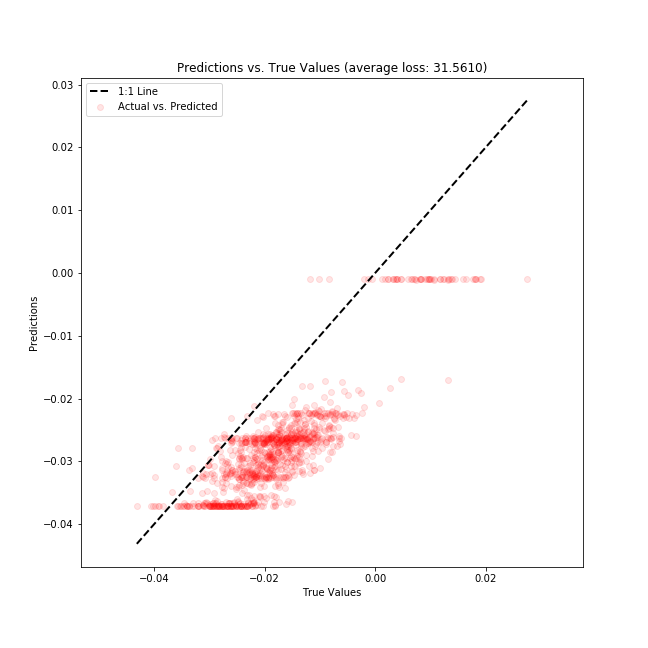 Predictions vs. True Values (average loss: 31.5610)
1:1 Line
Actual vs. Predicted
0.03
0.02
0.01
0.00
−0.01
−0.02
−0.03
−0.04
Predictions
−0.04 −0.02 0.00 0.02
True Values